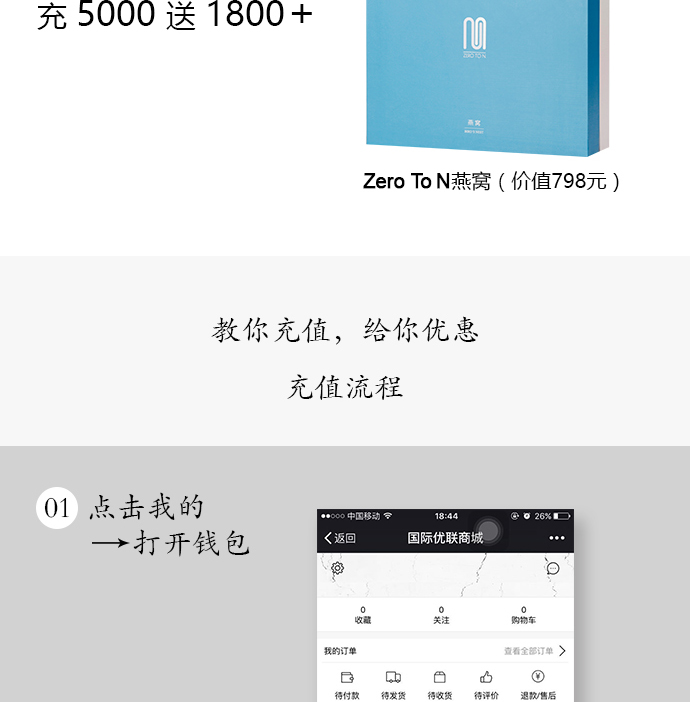 充 5000 送 1800＋
ZERO TO N
燕窝
Zero To N燕窝（价值798元）
教你充值，给你优惠
充值流程
01 点击我的
→打开钱包
中国移动 18:44 26%
返回 国际优联商城
0 0 0
收藏 关注 购物车
我的订单 查看全部订单
待付款 待发货 待收货 待评价 退款/售后